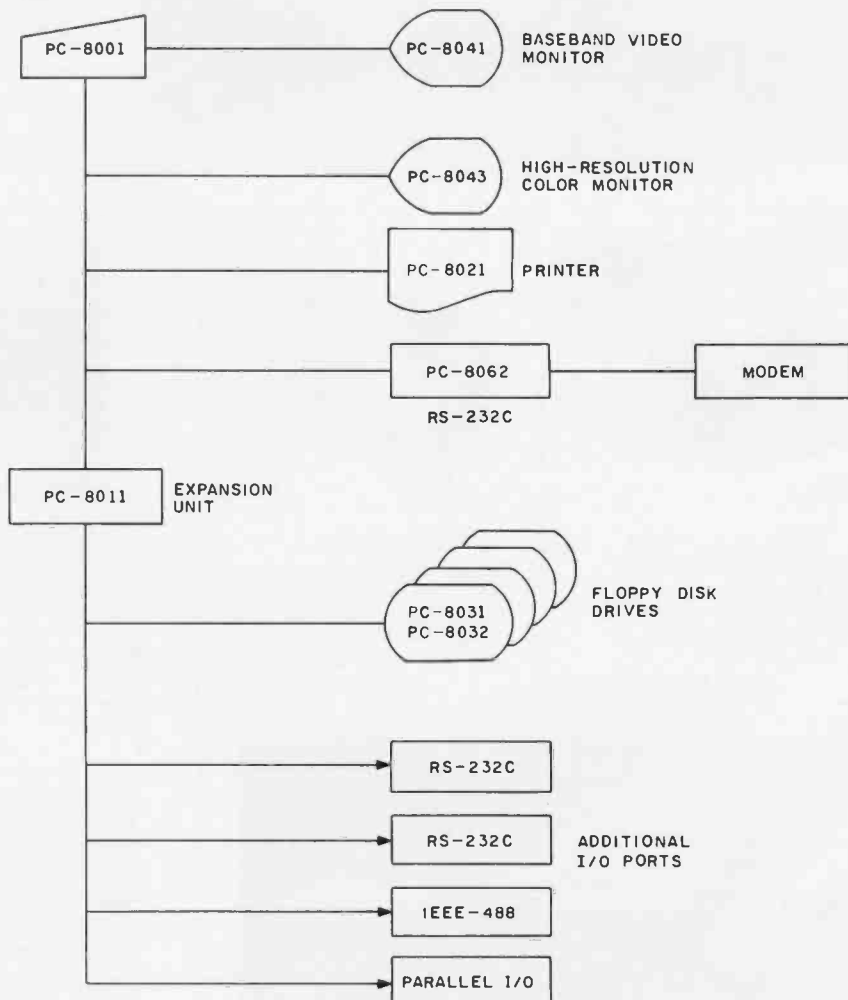 PC-8001
PC-8041
BASEBAND VIDEO
MONITOR
PC-8043
HIGH-RESOLUTION
COLOR MONITOR
PC-8021
PRINTER
PC-8062
MODEM
RS-232C
PC-8011
EXPANSION
UNIT
PC-8031
PC-8032
FLOPPY DISK
DRIVES
RS-232C
RS-232C
ADDITIONAL
I/O PORTS
IEEE-488
PARALLEL I/O